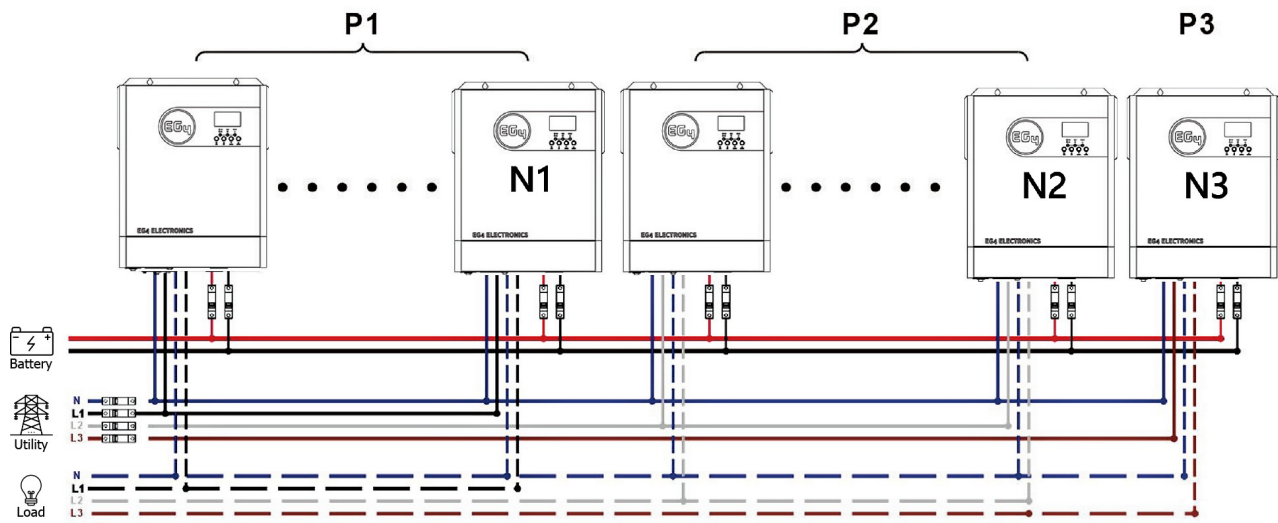 P1
P2
P3
EG4
EG4
EG4
EG4
EG4
N1
N2
N3
EG4 ELECTRONICS
EG4 ELECTRONICS
EG4 ELECTRONICS
EG4 ELECTRONICS
EG4 ELECTRONICS
Battery
N
L1
L2
L3
Utility
N
L1
L2
L3
Load